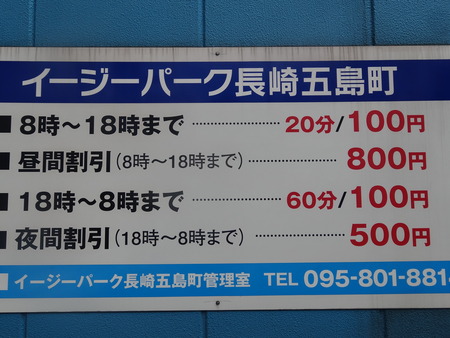 イージーパーク長崎五島町
■ 8時～18時まで ………………… 20分/100円
■ 昼間割引(8時～18時まで) ……………… 800円
■ 18時～8時まで ………………… 60分/100円
■ 夜間割引(18時～8時まで) ……………… 500円
■ イージーパーク長崎五島町管理室 TEL 095-801-881